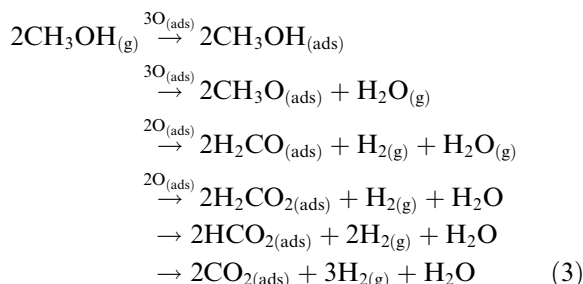 2CH₃OH₍g₎ 3O₍ads₎→ 2CH₃OH₍ads₎
3O₍ads₎→ 2CH₃O₍ads₎ + H₂O₍g₎
2O₍ads₎→ 2H₂CO₍ads₎ + H₂₍g₎ + H₂O₍g₎
2O₍ads₎→ 2H₂CO₂₍ads₎ + H₂₍g₎ + H₂O
→ 2HCO₂₍ads₎ + 2H₂₍g₎ + H₂O
→ 2CO₂₍ads₎ + 3H₂₍g₎ + H₂O (3)